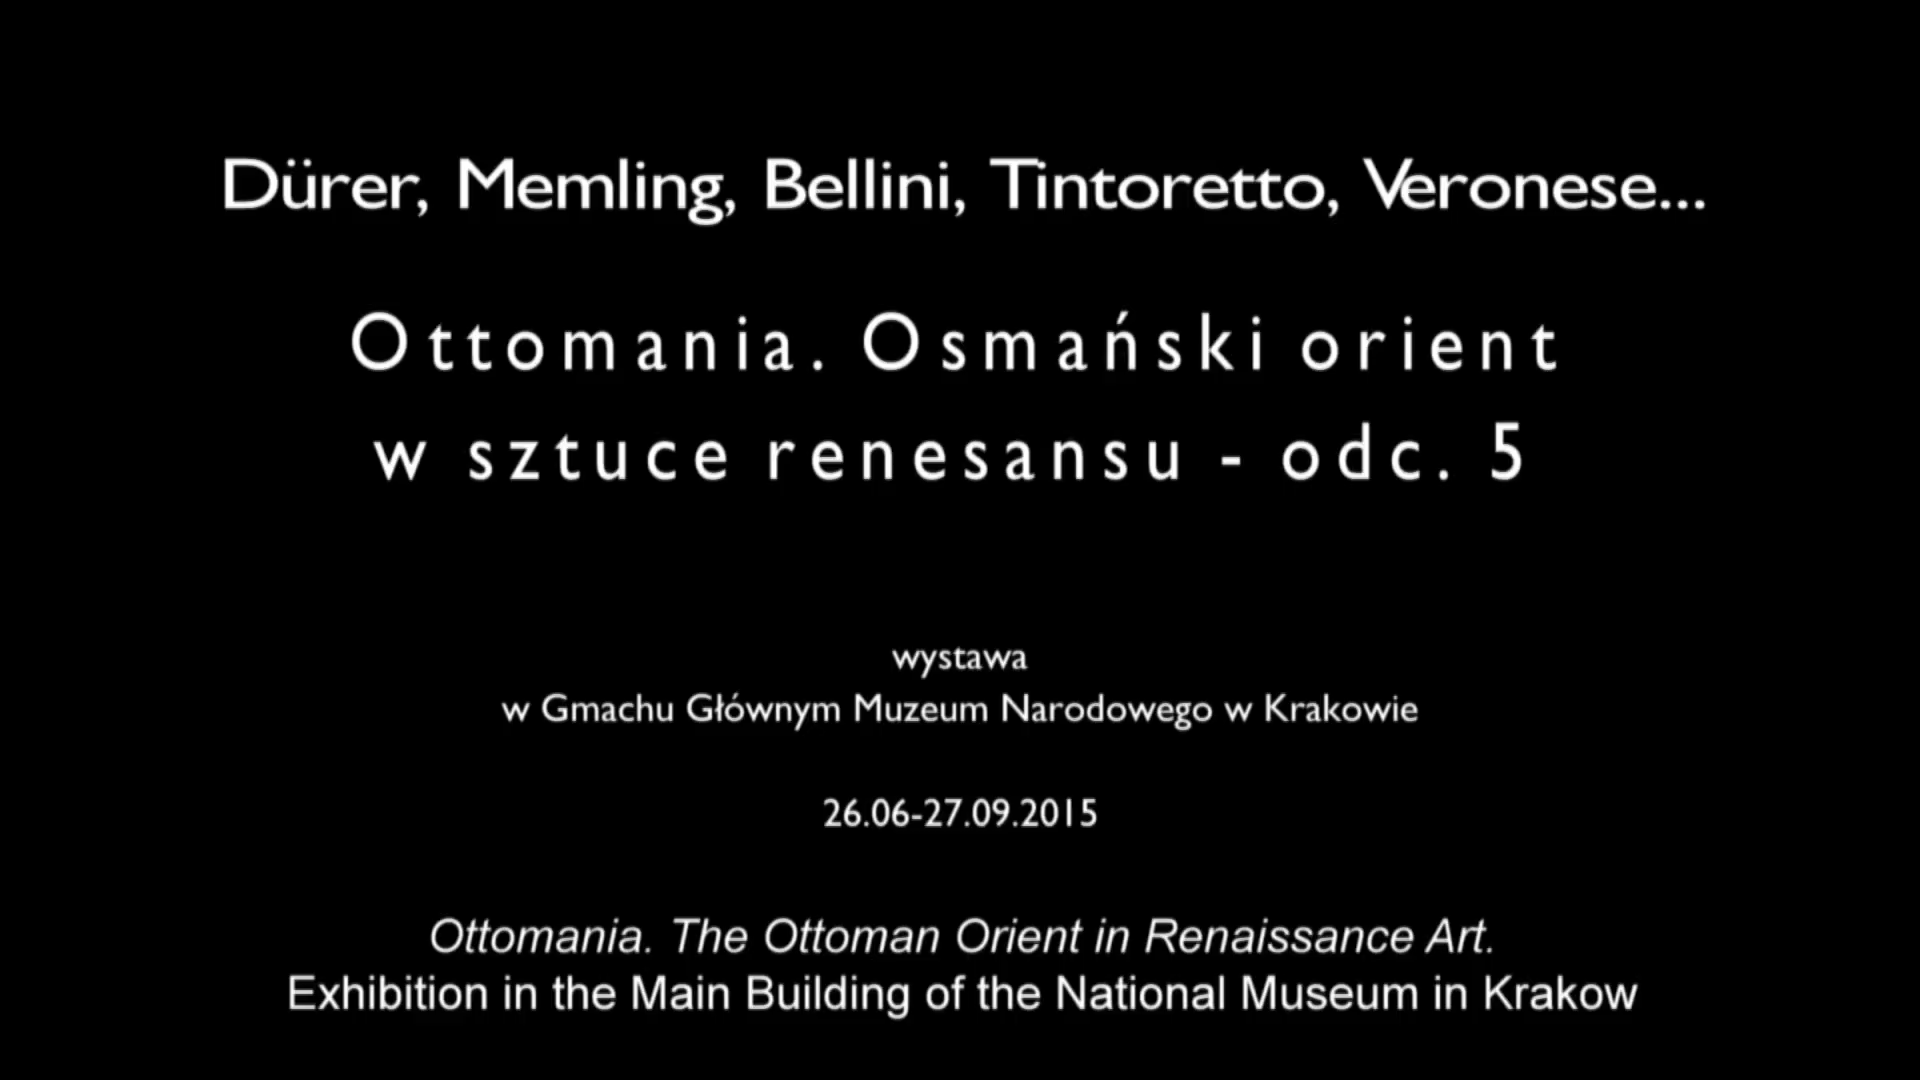 Dürer, Memling, Bellini, Tintoretto, Veronese...
Ottomania. Osmański orient
w sztuce renesansu - odc. 5
wystawa
w Gmachu Głównym Muzeum Narodowego w Krakowie
26.06-27.09.2015
Ottomania. The Ottoman Orient in Renaissance Art.
Exhibition in the Main Building of the National Museum in Krakow